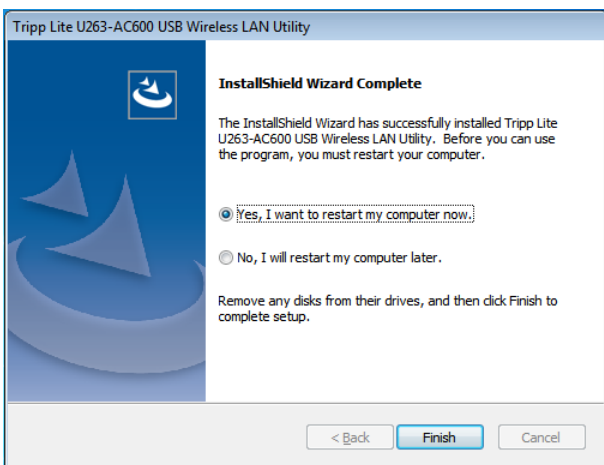 Tripp Lite U263-AC600 USB Wireless LAN Utility
InstallShield Wizard Complete
The InstallShield Wizard has successfully installed Tripp Lite
U263-AC600 USB Wireless LAN Utility.  Before you can use
the program, you must restart your computer.
Yes, I want to restart my computer now.
No, I will restart my computer later.
Remove any disks from their drives, and then click Finish to
complete setup.
< Back
Finish
Cancel